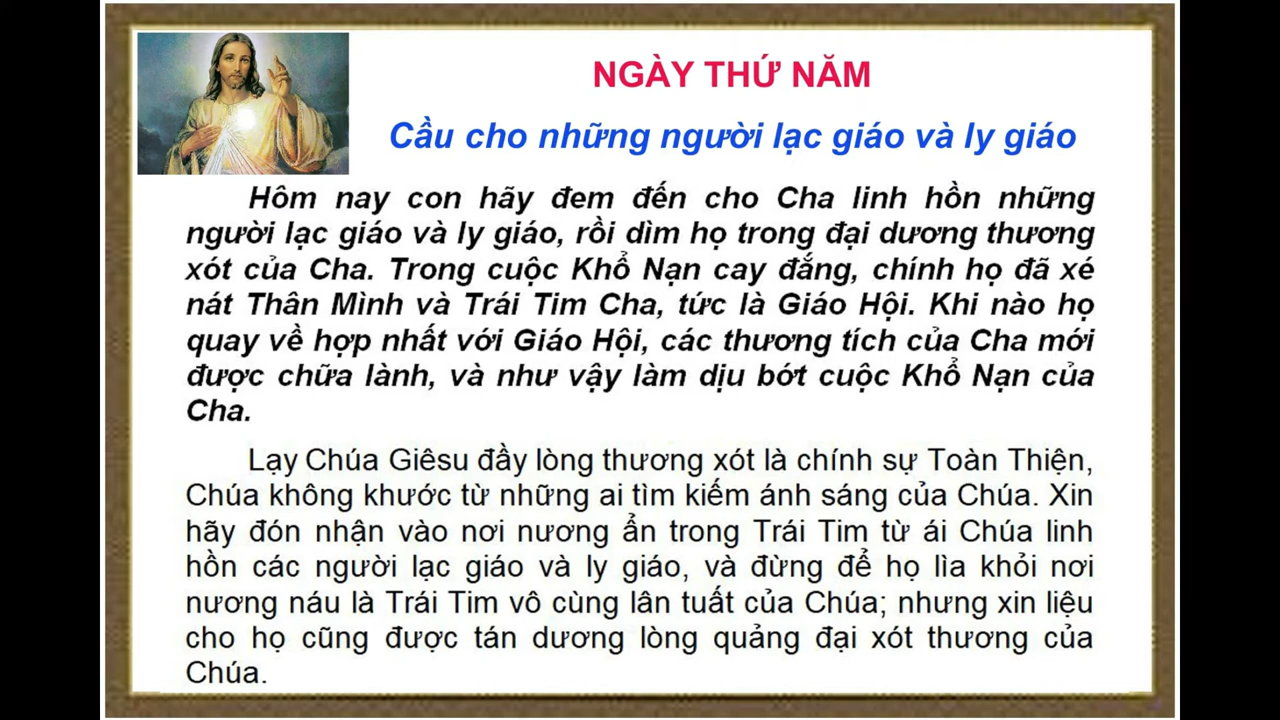 NGÀY THỨ NĂM
Cầu cho những người lạc giáo và ly giáo
Hôm nay con hãy đem đến cho Cha linh hồn những
người lạc giáo và ly giáo, rồi dìm họ trong đại dương thương
xót của Cha. Trong cuộc Khổ Nạn cay đắng, chính họ đã xé
nát Thân Mình và Trái Tim Cha, tức là Giáo Hội. Khi nào họ
quay về hợp nhất với Giáo Hội, các thương tích của Cha mới
được chữa lành, và như vậy làm dịu bớt cuộc Khổ Nạn của
Cha.
Lạy Chúa Giêsu đầy lòng thương xót là chính sự Toàn Thiện,
Chúa không khước từ những ai tìm kiếm ánh sáng của Chúa. Xin
hãy đón nhận vào nơi nương ẩn trong Trái Tim từ ái Chúa linh
hồn các người lạc giáo và ly giáo, và đừng để họ lìa khỏi nơi
nương náu là Trái Tim vô cùng lân tuất của Chúa; nhưng xin liệu
cho họ cũng được tán dương lòng quảng đại xót thương của
Chúa.